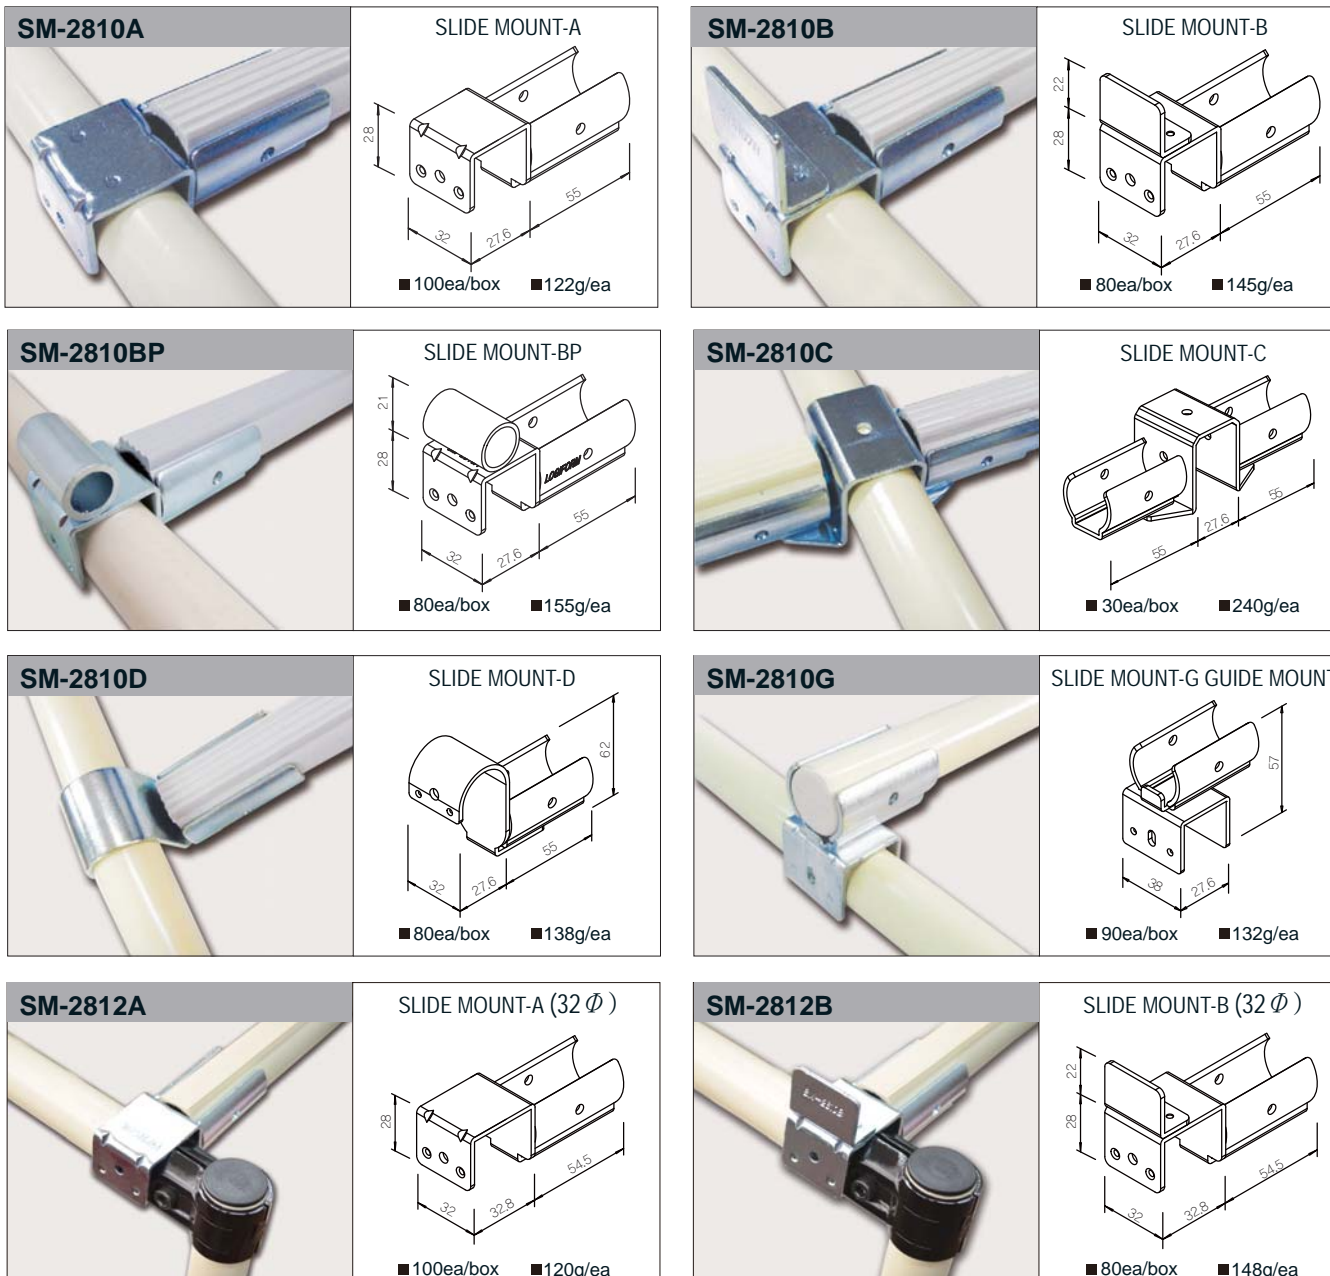 SM-2810A
SLIDE MOUNT-A
28
32
27.6
55
■100ea/box ■122g/ea
SM-2810B
SLIDE MOUNT-B
22
28
32
27.6
55
■80ea/box ■145g/ea
SM-2810BP
SLIDE MOUNT-BP
21
28
LOGIFORM
32
27.6
55
■80ea/box ■155g/ea
SM-2810C
SLIDE MOUNT-C
55
27.6
55
■30ea/box ■240g/ea
SM-2810D
SLIDE MOUNT-D
62
32
27.6
55
■80ea/box ■138g/ea
SM-2810G
SLIDE MOUNT-G GUIDE MOUNT
57
38
27.6
■90ea/box ■132g/ea
SM-2812A
SLIDE MOUNT-A (32Φ)
28
32
32.8
54.5
■100ea/box ■120g/ea
SM-2812B
SLIDE MOUNT-B (32Φ)
22
28
32
32.8
54.5
■80ea/box ■148g/ea